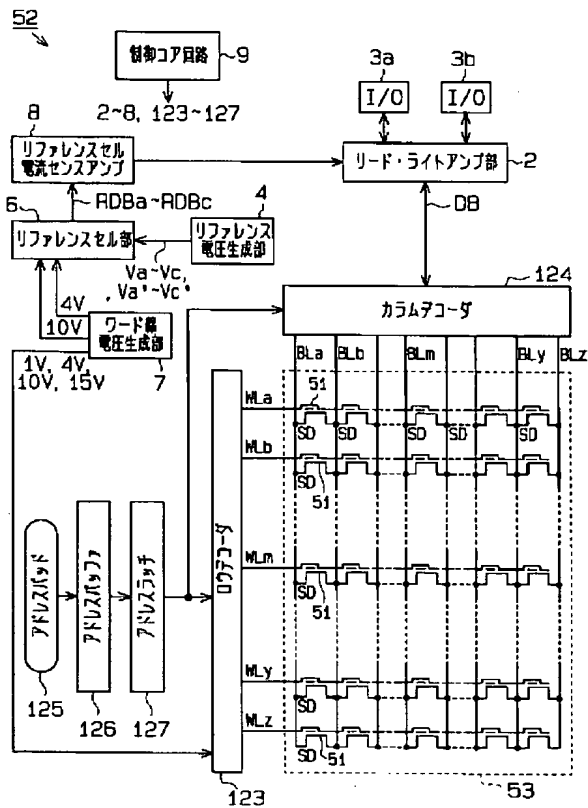 52
制御コア回路
9
2~8, 123~127
3a
3b
I/O
I/O
8
リファレンスセル
電流センスアンプ
リード・ライトアンプ部
2
RDBa~RDBc
DB
6
リファレンスセル部
4
リファレンス
電圧生成部
Va~Vc,
Va'~Vc'
124
カラムデコーダ
4V
10V
ワード線
電圧生成部
7
1V, 4V,
10V, 15V
BLa
BLb
BLm
BLy
BLz
WLa
51
SD
SD
SD
SD
SD
WLb
SD
51
WLm
SD
51
WLy
SD
WLz
SD
51
アドレスパッド
アドレスバッファ
アドレスラッチ
ロウデコーダ
125
126
127
123
53